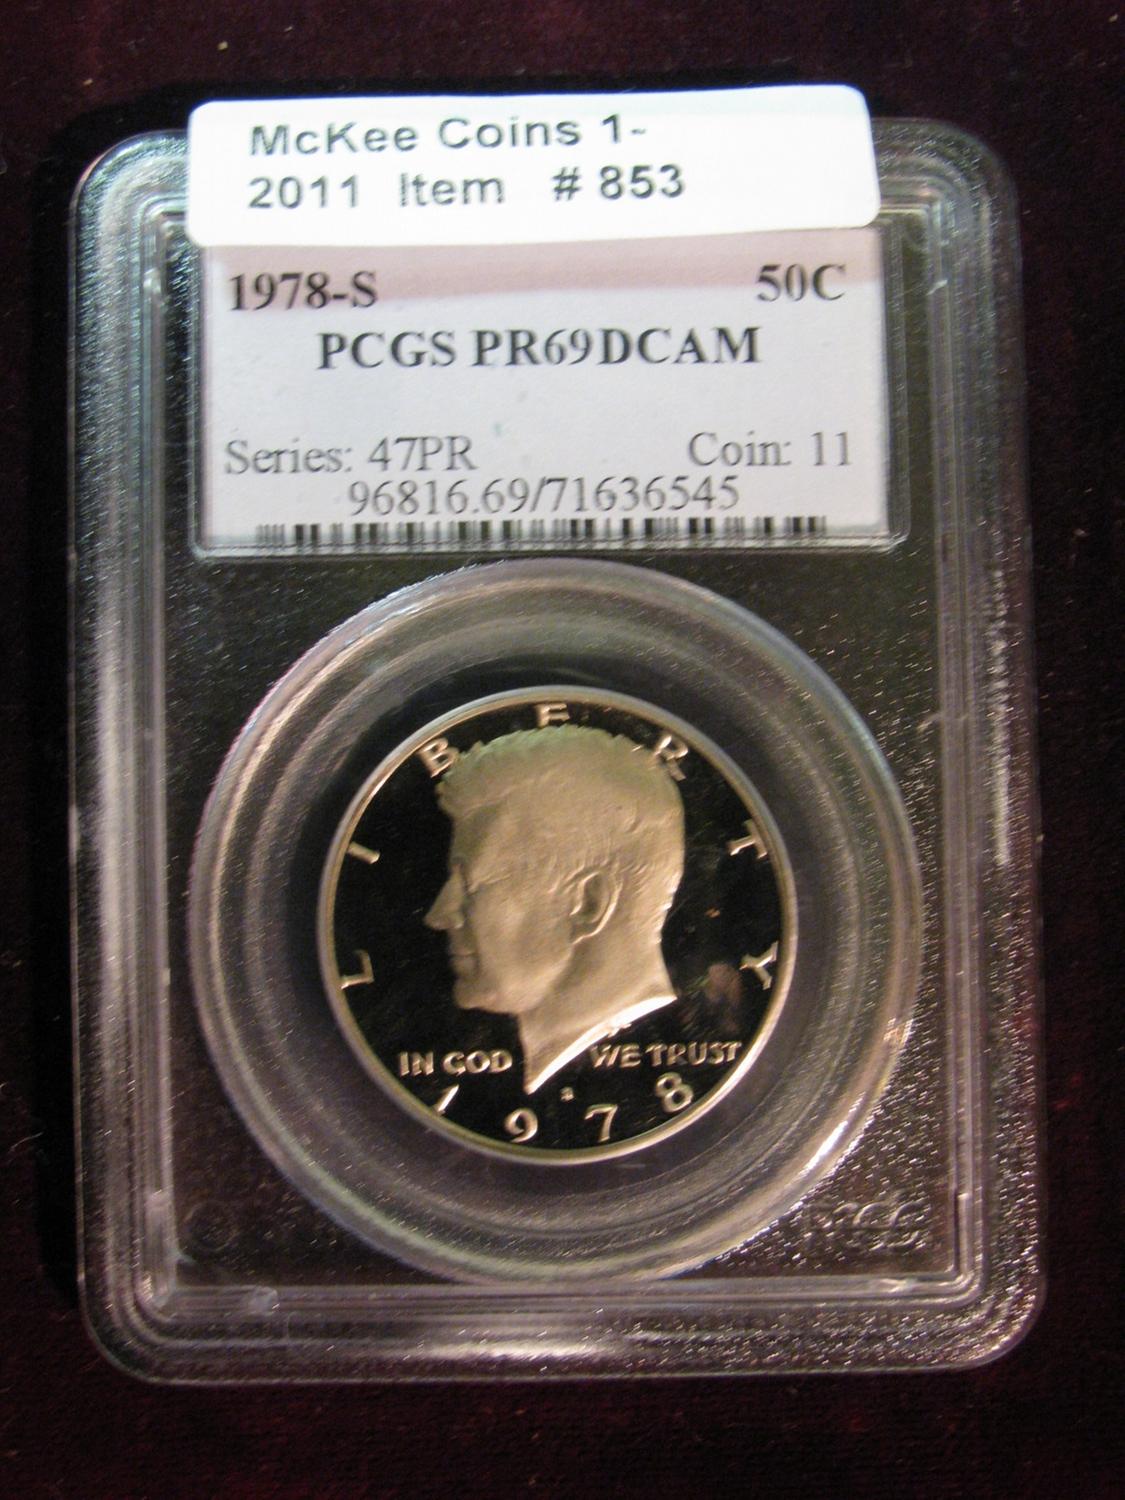 McKee Coins 1-
2011 Item # 853
1978-S 50C
PCGS PR69DCAM
Series: 47PR Coin: 11
96816.69/71636545
LIBERTY
IN GOD WE TRUST
1978